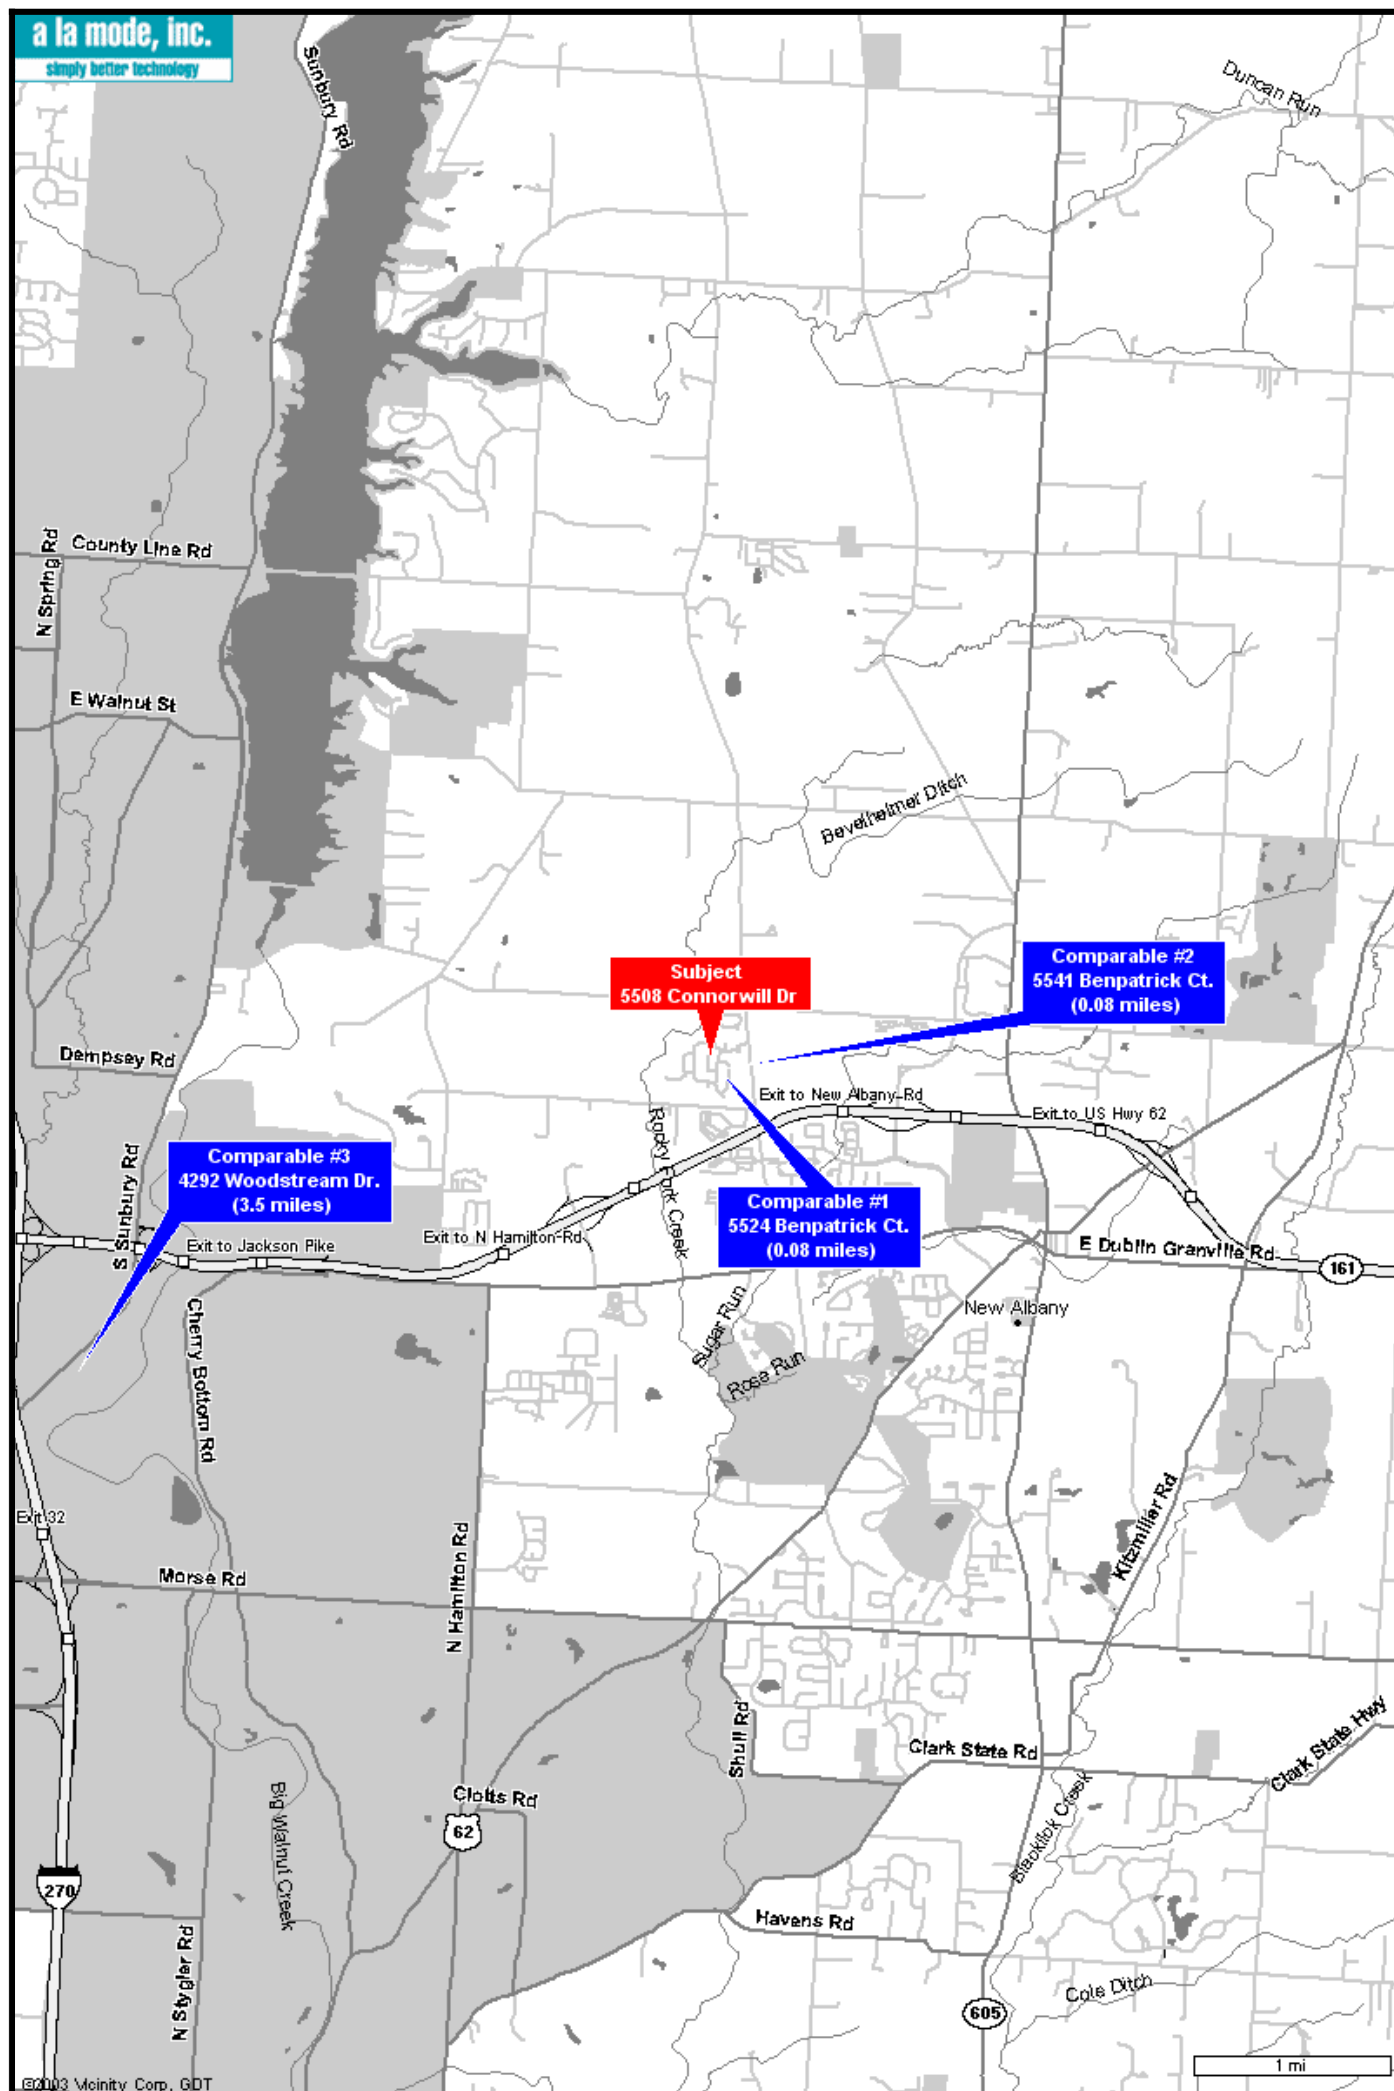 a la mode, inc.
simply better technology
Sunbury Rd
Duncan Run
County Line Rd
N Spring Rd
E Walnut St
Bevelhelmer Ditch
Subject
5508 Connorwill Dr
Comparable #2
5541 Benpatrick Ct.
(0.08 miles)
Dempsey Rd
Exit to New Albany-Rd
Exit to US Hwy 62
Rocky Fork Creek
S Sunbury Rd
Comparable #3
4292 Woodstream Dr.
(3.5 miles)
Comparable #1
5524 Benpatrick Ct.
(0.08 miles)
Exit to Jackson Pike
Exit to N Hamilton-Rd
E Dublin Granville Rd
161
New Albany
Cherry Bottom Rd
Sugar Run
Rose Run
Exit 32
Kitzmiller Rd
Morse Rd
N Hamilton Rd
Shull Rd
Clark State Rd
Clark State Hwy
Clotts Rd
62
Big Walnut Creek
Blacklick Creek
270
Havens Rd
N Stygler Rd
Cole Ditch
605
1 mi
©2003 Vicinity Corp, GDT